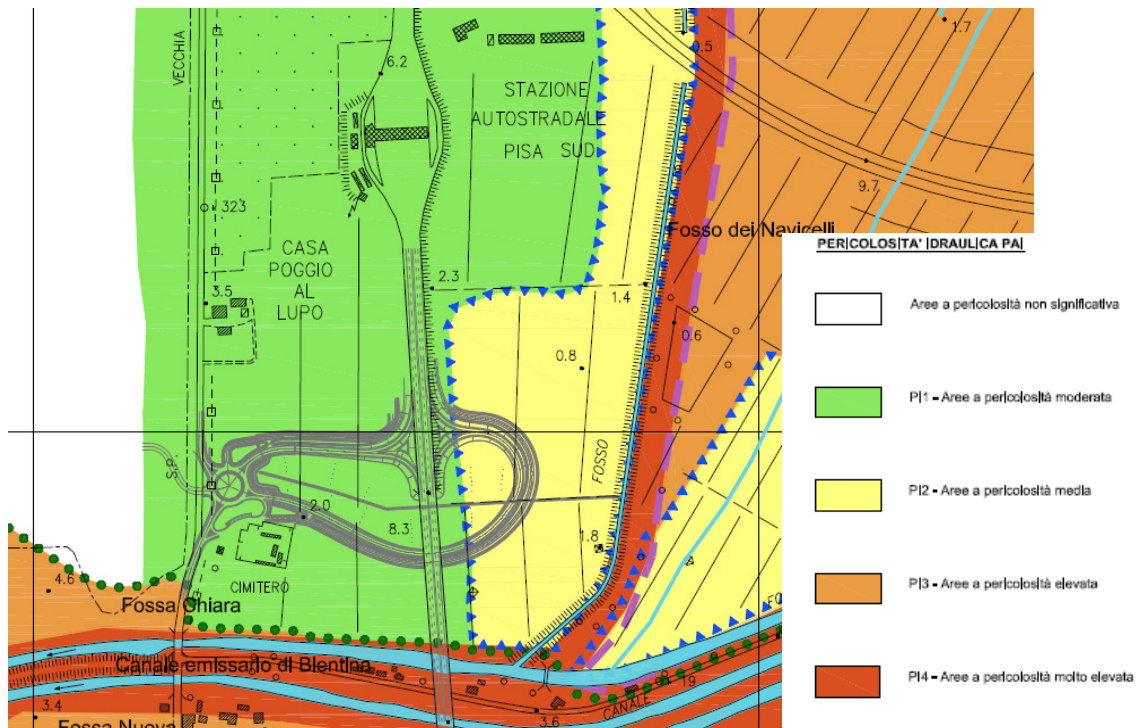 VECCHIA
6.2
STAZIONE
AUTOSTRADALE
PISA SUD
0.5
1.7
9.7
323
CASA
POGGIO
AL
LUPO
3.5
2.3
1.4
Fosso dei Navicelli
0.6
0.8
FOSSO
S.P.
2.0
8.3
1.8
CIMITERO
4.6
Fossa Chiara
Canale emissario di Bientina
3.4
Fossa Nuova
3.6
CANALE
19
PERICOLOSITA' IDRAULICA PAI
Aree a pericolosità non significativa
PI1 - Aree a pericolosità moderata
PI2 - Aree a pericolosità media
PI3 - Aree a pericolosità elevata
PI4 - Aree a pericolosità molto elevata